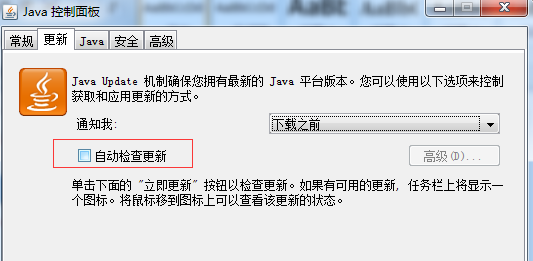 Java 控制面板
常规 更新 Java 安全 高级
Java Update 机制确保您拥有最新的 Java 平台版本。您可以使用以下选项来控制
获取和应用更新的方式。
通知我: 下载之前
自动检查更新 高级(D)...
单击下面的 "立即更新" 按钮以检查更新。如果有可用的更新, 任务栏上将显示一
个图标。将鼠标移到图标上可以查看该更新的状态。